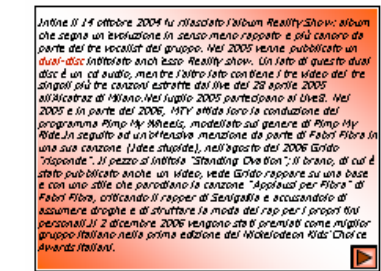 Infine il 14 ottobre 2004 fu rilasciato l'album Reality Show: album
che segna un'evoluzione in senso meno rappato e più canoro da
parte dei tre vocalist del gruppo. Nel 2005 venne pubblicato un
dual-disc intitolato anch'esso Reality show. Un lato di questo dual
disc è un cd audio, mentre l'altro lato contiene i tre video dei tre
singoli più tre canzoni estratte dal live del 28 aprile 2005
all'Alcatraz di Milano.Nel luglio 2005 partecipano al Live8. Nel
2005 e in parte del 2006, MTV affida loro la conduzione del
programma Pimp My Wheels, modellato sul genere di Pimp My
Ride.In seguito ad un'offensiva menzione da parte di Fabri Fibra in
una sua canzone (Idee stupide), nell'agosto del 2006 Grido
"risponde". Il pezzo si intitola "Standing Ovation"; il brano, di cui è
stato pubblicato anche un video, vede Grido rappare su una base
e con uno stile che parodiano la canzone "Applausi per Fibra" di
Fabri Fibra, criticando il rapper di Senigallia e accusandolo di
assumere droghe e di sfruttare la moda del rap per i propri fini
personali.Il 2 dicembre 2006 vengono stati premiati come miglior
gruppo italiano nella prima edizione dei Nickelodeon Kids' Choice
Awards italiani.